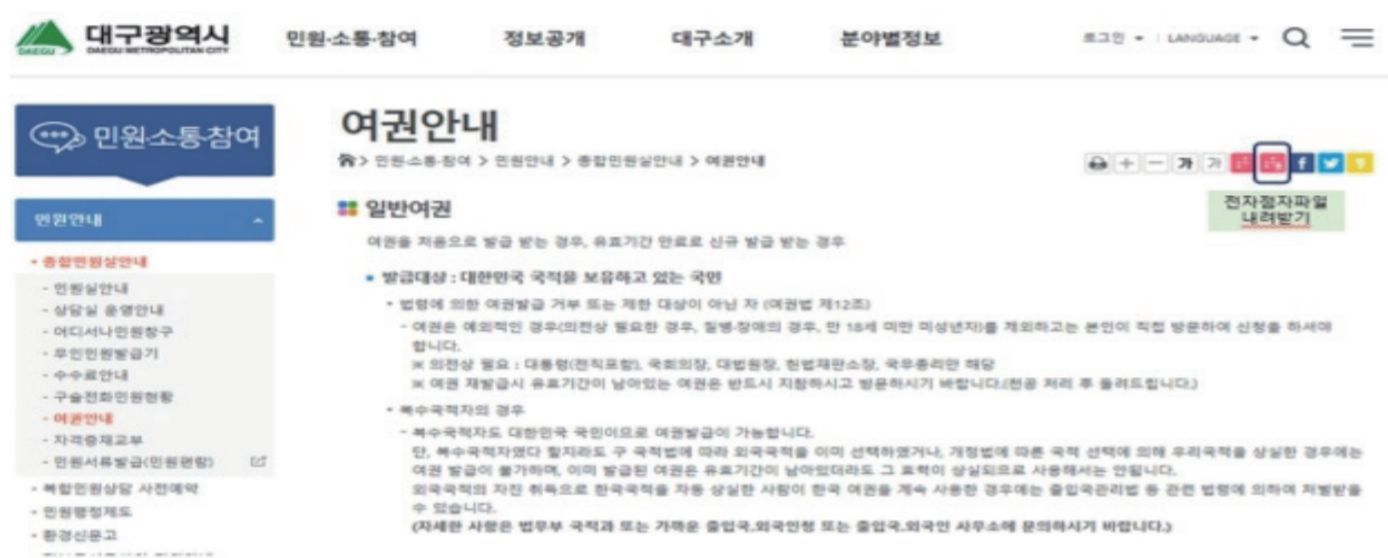 대구광역시
DAEGU METROPOLITAN CITY
DAEGU
민원·소통·참여
정보공개
대구소개
분야별정보
로그인
LANGUAGE
민원·소통·참여
여권안내
> 민원·소통·참여 > 민원안내 > 종합민원실안내 > 여권안내
가 가
전자점자파일
내려받기
민원안내
• 종합민원실안내
- 민원실안내
- 상담실 운영안내
- 어디서나민원창구
- 무인민원발급기
- 수수료안내
- 구술전화민원현황
- 여권안내
- 자격증재교부
- 민원서류발급(민원편람)
• 복합민원상담 사전예약
• 민원행정제도
• 환경신문고
일반여권
여권을 처음으로 발급 받는 경우, 유효기간 만료로 신규 발급 받는 경우
▪ 발급대상 : 대한민국 국적을 보유하고 있는 국민
• 법령에 의한 여권발급 거부 또는 제한 대상이 아닌 자 (여권법 제12조)
- 여권은 예외적인 경우(의전상 필요한 경우, 질병·장애의 경우, 만 18세 미만 미성년자)를 제외하고는 본인이 직접 방문하여 신청을 하셔야
합니다.
※ 의전상 필요 : 대통령(전직포함), 국회의장, 대법원장, 헌법재판소장, 국무총리만 해당
※ 여권 재발급시 유효기간이 남아있는 여권은 반드시 지참하시고 방문하시기 바랍니다.(천공 처리 후 돌려드립니다.)
• 복수국적자의 경우
- 복수국적자도 대한민국 국민이므로 여권발급이 가능합니다.
단, 복수국적자였다 할지라도 구 국적법에 따라 외국국적을 이미 선택하였거나, 개정법에 따른 국적 선택에 의해 우리국적을 상실한 경우에는
여권 발급이 불가하며, 이미 발급된 여권은 유효기간이 남아있더라도 그 효력이 상실되므로 사용해서는 안됩니다.
외국국적의 자진 취득으로 한국국적을 자동 상실한 사람이 한국 여권을 계속 사용한 경우에는 출입국관리법 등 관련 법령에 의하여 처벌받을
수 있습니다.
(자세한 사항은 법무부 국적과 또는 가까운 출입국.외국인청 또는 출입국.외국인 사무소에 문의하시기 바랍니다.)